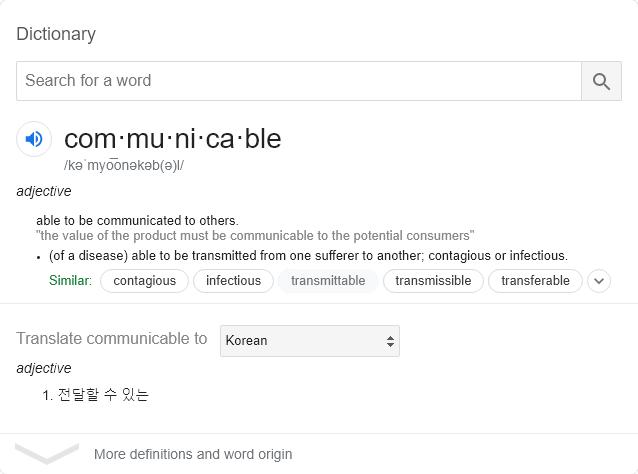 Dictionary
Search for a word
com·mu·ni·ca·ble
/kəˈmyo͞onəkəb(ə)l/
adjective
able to be communicated to others.
"the value of the product must be communicable to the potential consumers"
• (of a disease) able to be transmitted from one sufferer to another; contagious or infectious.
Similar: contagious infectious transmittable transmissible transferable
Translate communicable to Korean
adjective
1. 전달할 수 있는
More definitions and word origin